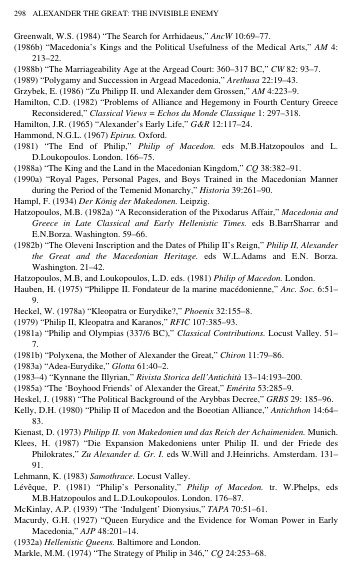 298 ALEXANDER THE GREAT: THE INVISIBLE ENEMY
Greenwalt, W.S. (1984) “The Search for Arrhidaeus,” AncW 10:69–77.
(1986b) “Macedonia’s Kings and the Political Usefulness of the Medical Arts,” AM 4:
213–22.
(1988b) “The Marriageability Age at the Argead Court: 360–317 BC,” CW 82: 93–7.
(1989) “Polygamy and Succession in Argead Macedonia,” Arethusa 22:19–43.
Grzybek, E. (1986) “Zu Philipp II. und Alexander dem Grossen,” AM 4:223–9.
Hamilton, C.D. (1982) “Problems of Alliance and Hegemony in Fourth Century Greece
Reconsidered,” Classical Views = Echos du Monde Classique 1: 297–318.
Hamilton, J.R. (1965) “Alexander’s Early Life,” G&R 12:117–24.
Hammond, N.G.L. (1967) Epirus. Oxford.
(1981) “The End of Philip,” Philip of Macedon. eds M.B.Hatzopoulos and L.
D.Loukopoulos. London. 166–75.
(1988a) “The King and the Land in the Macedonian Kingdom,” CQ 38:382–91.
(1990a) “Royal Pages, Personal Pages, and Boys Trained in the Macedonian Manner
during the Period of the Temenid Monarchy,” Historia 39:261–90.
Hampl, F. (1934) Der König der Makedonen. Leipzig.
Hatzopoulos, M.B. (1982a) “A Reconsideration of the Pixodarus Affair,” Macedonia and
Greece in Late Classical and Early Hellenistic Times. eds B.BarrSharrar and
E.N.Borza. Washington. 59–66.
(1982b) “The Oleveni Inscription and the Dates of Philip II’s Reign,” Philip II, Alexander
the Great and the Macedonian Heritage. eds W.L.Adams and E.N. Borza.
Washington. 21–42.
Hatzopoulos, M.B, and Loukopoulos, L.D. eds. (1981) Philip of Macedon. London.
Hauben, H. (1975) “Philippe II. Fondateur de la marine macédonienne,” Anc. Soc. 6:51–
9.
Heckel, W. (1978a) “Kleopatra or Eurydike?,” Phoenix 32:155–8.
(1979) “Philip II, Kleopatra and Karanos,” RFIC 107:385–93.
(1981a) “Philip and Olympias (337/6 BC),” Classical Contributions. Locust Valley. 51–
7.
(1981b) “Polyxena, the Mother of Alexander the Great,” Chiron 11:79–86.
(1983a) “Adea-Eurydike,” Glotta 61:40–2.
(1983–4) “Kynnane the Illyrian,” Rivista Storica dell’Antichità 13–14:193–200.
(1985a) “The ‘Boyhood Friends’ of Alexander the Great,” Emérita 53:285–9.
Heskel, J. (1988) “The Political Background of the Arybbas Decree,” GRBS 29: 185–96.
Kelly, D.H. (1980) “Philip II of Macedon and the Boeotian Alliance,” Antichthon 14:64–
83.
Kienast, D. (1973) Philipp II. von Makedonien und das Reich der Achaimeniden. Munich.
Klees, H. (1987) “Die Expansion Makedoniens unter Philip II. und der Friede des
Philokrates,” Zu Alexander d. Gr. I. eds W.Will and J.Heinrichs. Amsterdam. 131–
91.
Lehmann, K. (1983) Samothrace. Locust Valley.
Lévêque, P. (1981) “Philip’s Personality,” Philip of Macedon. tr. W.Phelps, eds
M.B.Hatzopoulos and L.D.Loukopoulos. London. 176–87.
McKinlay, A.P. (1939) “The ‘Indulgent’ Dionysius,” TAPA 70:51–61.
Macurdy, G.H. (1927) “Queen Eurydice and the Evidence for Woman Power in Early
Macedonia,” AJP 48:201–14.
(1932a) Hellenistic Queens. Baltimore and London.
Markle, M.M. (1974) “The Strategy of Philip in 346,” CQ 24:253–68.